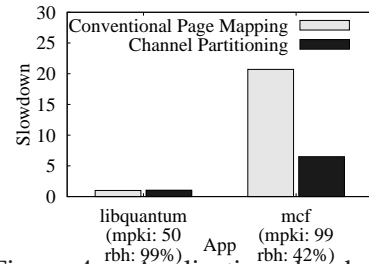 30
Conventional Page Mapping
25
Channel Partitioning
20
15
10
5
0
Slowdown
libquantum mcf
(mpki: 50 (mpki: 99
rbh: 99%) App rbh: 42%)